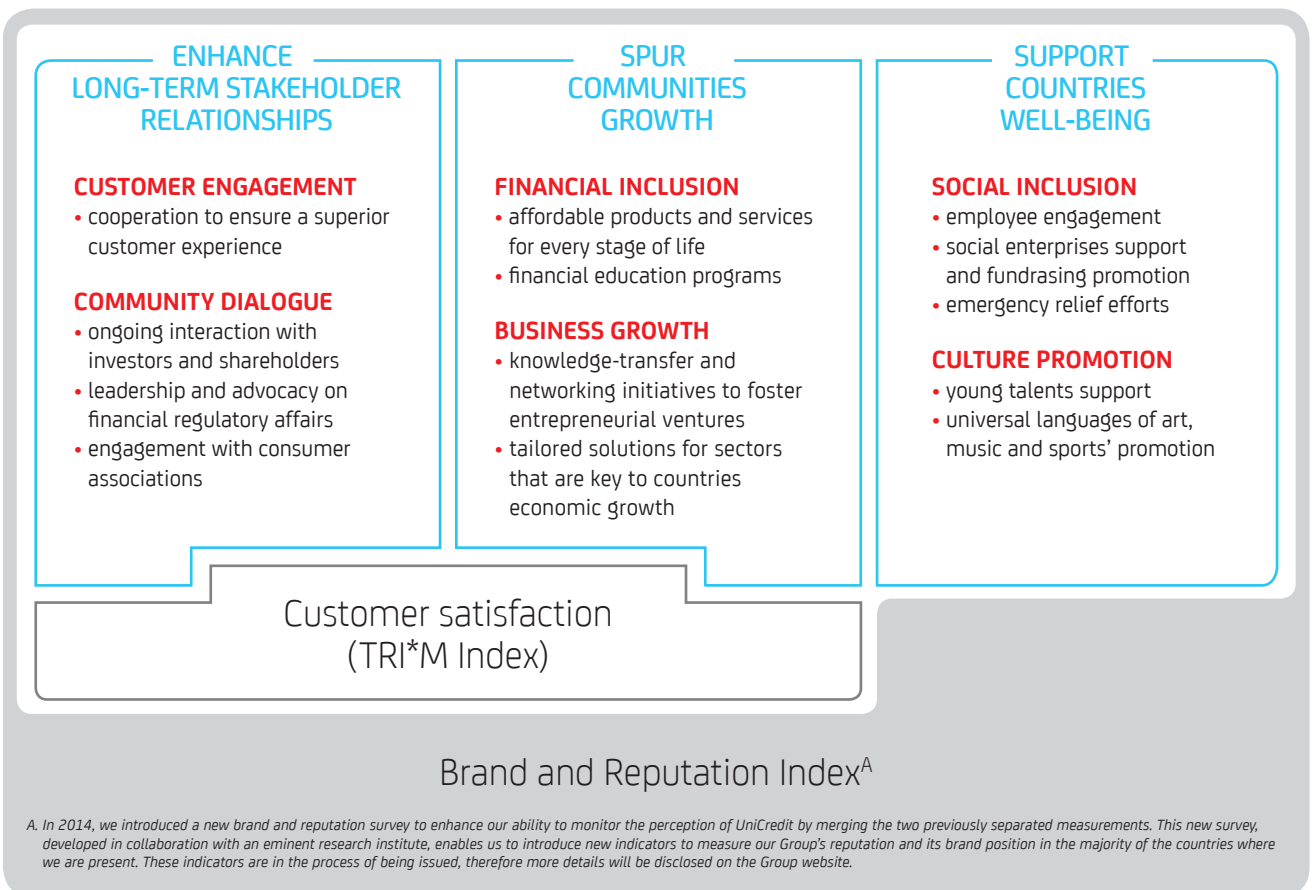 ENHANCE
LONG-TERM STAKEHOLDER
RELATIONSHIPS
CUSTOMER ENGAGEMENT
• cooperation to ensure a superior
customer experience
COMMUNITY DIALOGUE
• ongoing interaction with
investors and shareholders
• leadership and advocacy on
financial regulatory affairs
• engagement with consumer
associations
SPUR
COMMUNITIES
GROWTH
FINANCIAL INCLUSION
• affordable products and services
for every stage of life
• financial education programs
BUSINESS GROWTH
• knowledge-transfer and
networking initiatives to foster
entrepreneurial ventures
• tailored solutions for sectors
that are key to countries
economic growth
SUPPORT
COUNTRIES
WELL-BEING
SOCIAL INCLUSION
• employee engagement
• social enterprises support
and fundrasing promotion
• emergency relief efforts
CULTURE PROMOTION
• young talents support
• universal languages of art,
music and sports' promotion
Customer satisfaction
(TRI*M Index)
Brand and Reputation Index^A
A. In 2014, we introduced a new brand and reputation survey to enhance our ability to monitor the perception of UniCredit by merging the two previously separated measurements. This new survey,
developed in collaboration with an eminent research institute, enables us to introduce new indicators to measure our Group's reputation and its brand position in the majority of the countries where
we are present. These indicators are in the process of being issued, therefore more details will be disclosed on the Group website.